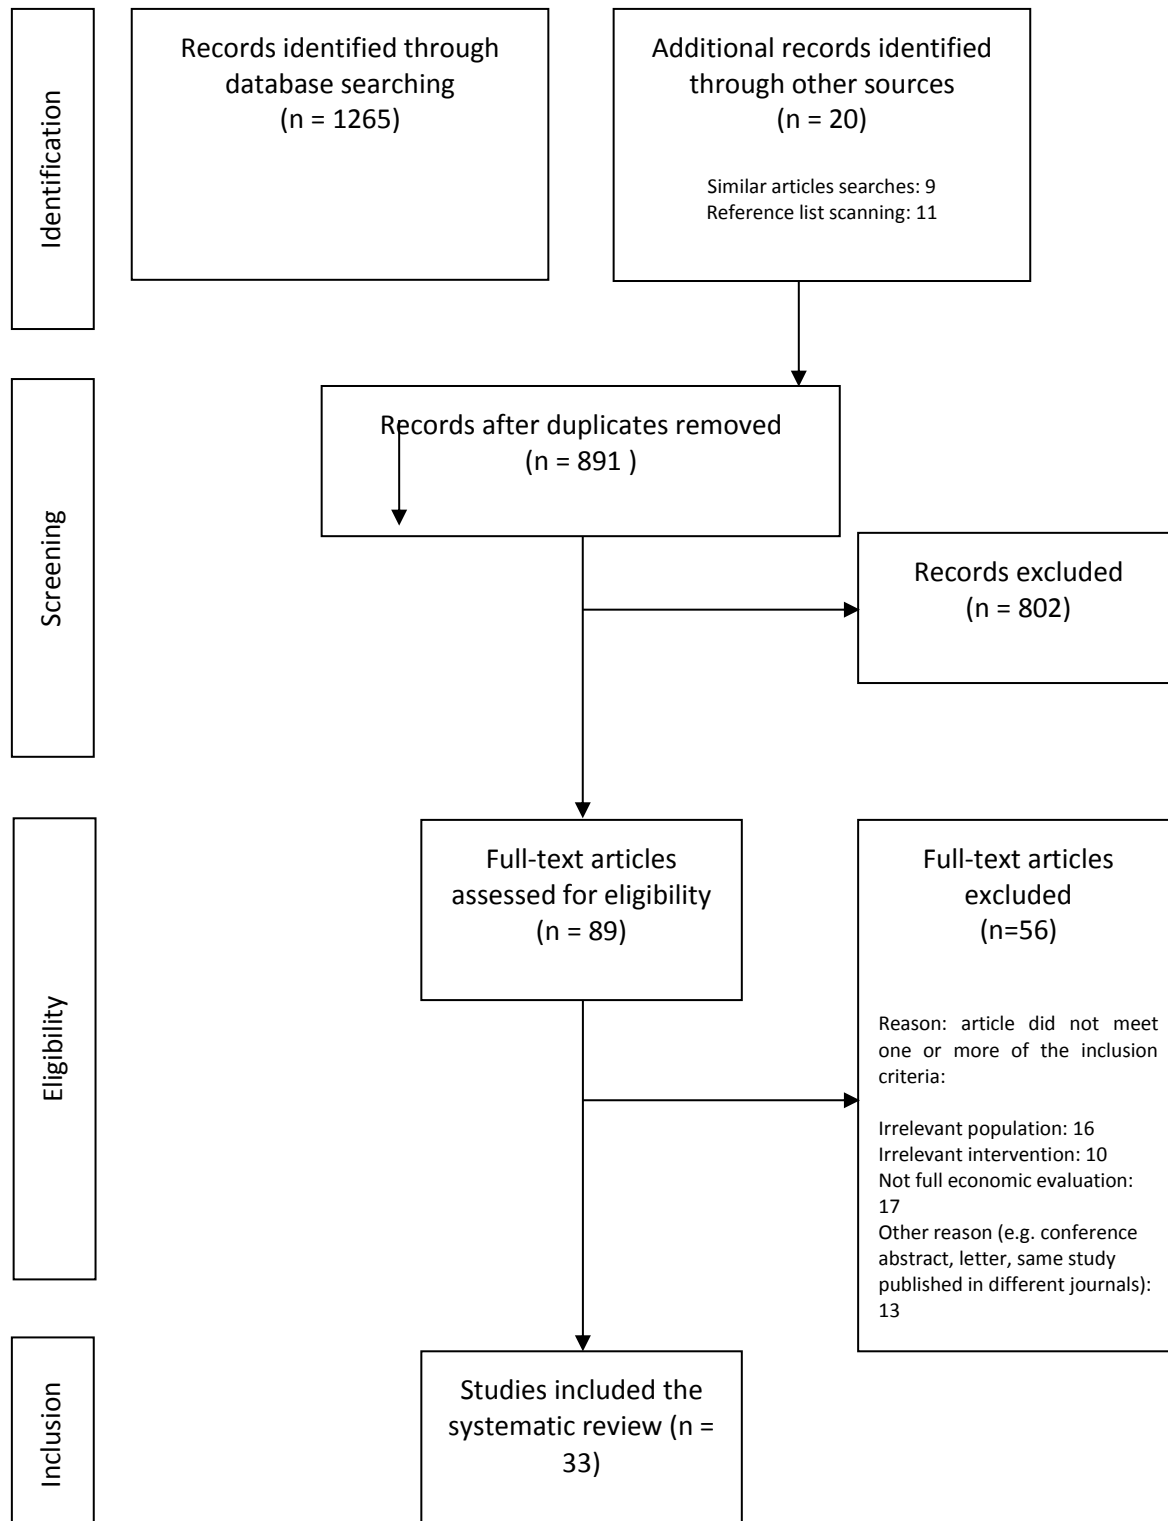 Identification
Records identified through
database searching
(n = 1265)
Additional records identified
through other sources
(n = 20)
Similar articles searches: 9
Reference list scanning: 11
Screening
Records after duplicates removed
(n = 891 )
Records excluded
(n = 802)
Eligibility
Full-text articles
assessed for eligibility
(n = 89)
Full-text articles
excluded
(n=56)
Reason: article did not meet
one or more of the inclusion
criteria:
Irrelevant population: 16
Irrelevant intervention: 10
Not full economic evaluation:
17
Other reason (e.g. conference
abstract, letter, same study
published in different journals):
13
Inclusion
Studies included the
systematic review (n =
33)